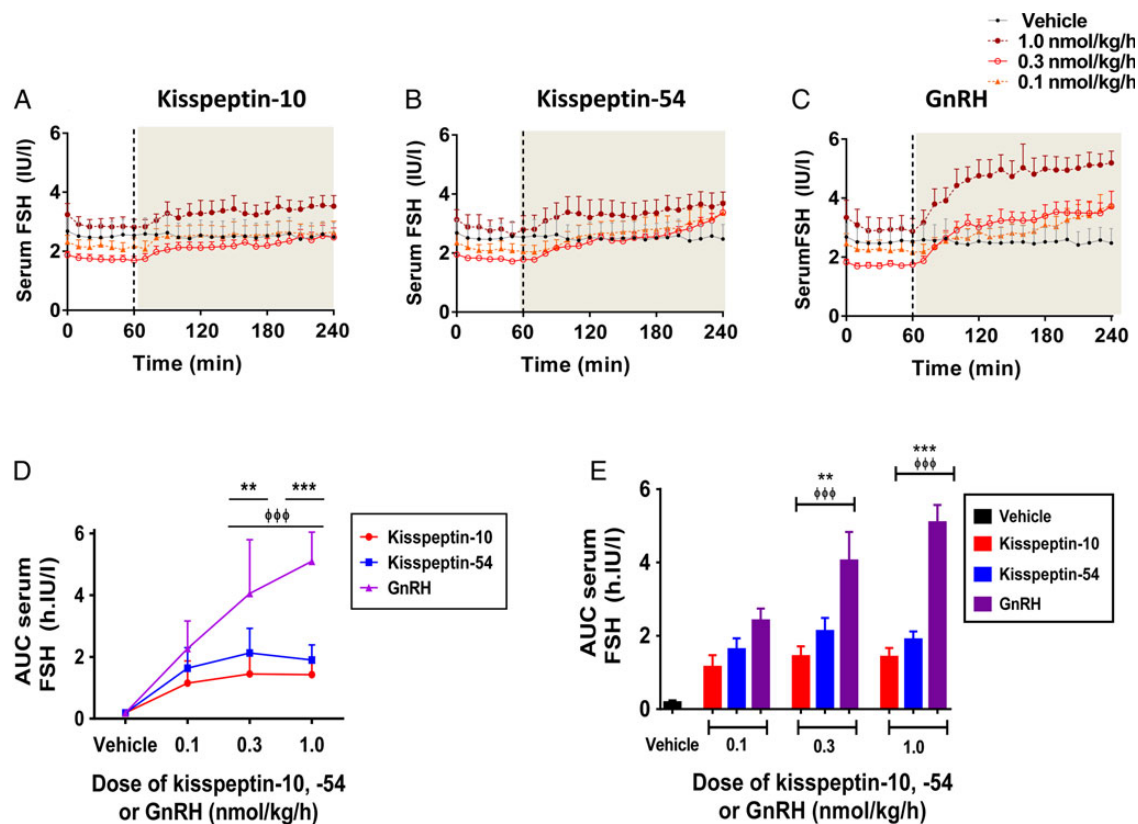 Vehicle
1.0 nmol/kg/h
0.3 nmol/kg/h
0.1 nmol/kg/h
A
Kisspeptin-10
Serum FSH (IU/l)
6
4
2
0
0 60 120 180 240
Time (min)
B
Kisspeptin-54
Serum FSH (IU/l)
6
4
2
0
0 60 120 180 240
Time (min)
C
GnRH
SerumFSH (IU/l)
6
4
2
0
0 60 120 180 240
Time (min)
D
** ***
ϕϕϕ
AUC serum
FSH (h.IU/l)
6
4
2
0
Vehicle 0.1 0.3 1.0
Dose of kisspeptin-10, -54
or GnRH (nmol/kg/h)
Kisspeptin-10
Kisspeptin-54
GnRH
E
**
ϕϕϕ
***
ϕϕϕ
AUC serum
FSH (h.IU/l)
6
4
2
0
Vehicle 0.1 0.3 1.0
Dose of kisspeptin-10, -54
or GnRH (nmol/kg/h)
Vehicle
Kisspeptin-10
Kisspeptin-54
GnRH